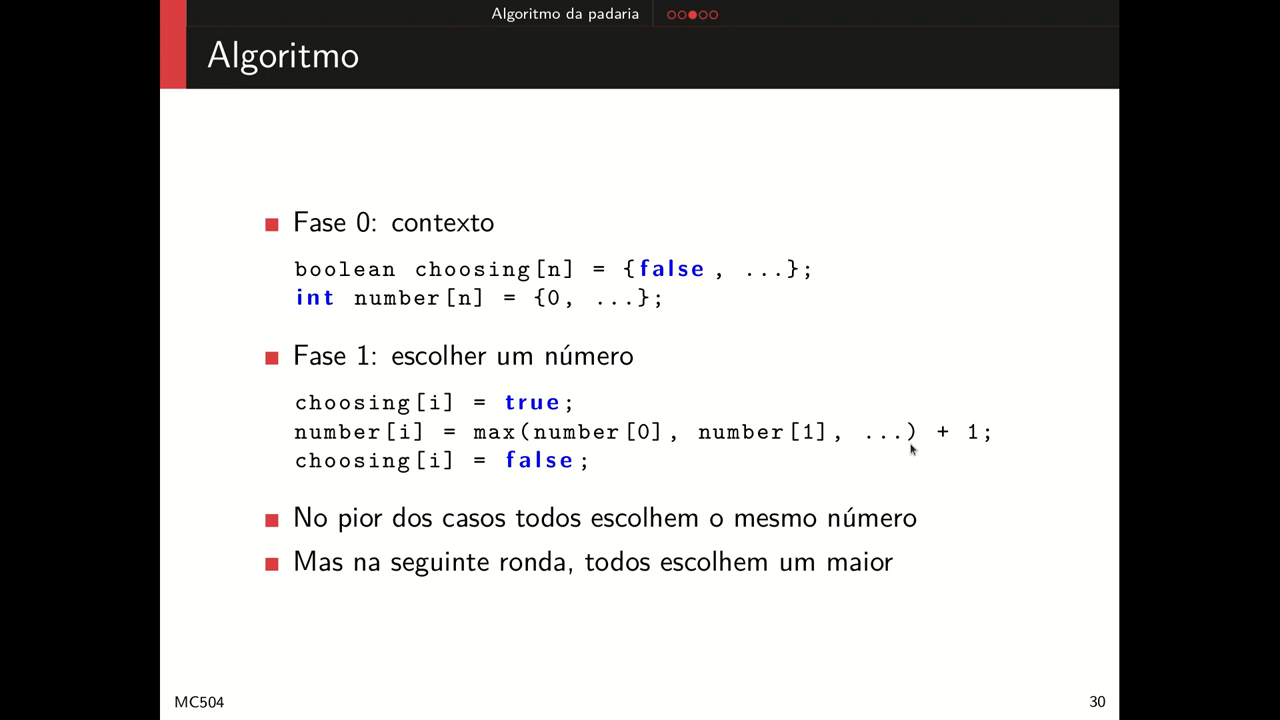 Algoritmo da padaria
Algoritmo
Fase 0: contexto
boolean choosing[n] = {false, ...};
int number[n] = {0, ...};
Fase 1: escolher um número
choosing[i] = true;
number[i] = max(number[0], number[1], ...) + 1;
choosing[i] = false;
No pior dos casos todos escolhem o mesmo número
Mas na seguinte ronda, todos escolhem um maior
MC504
30